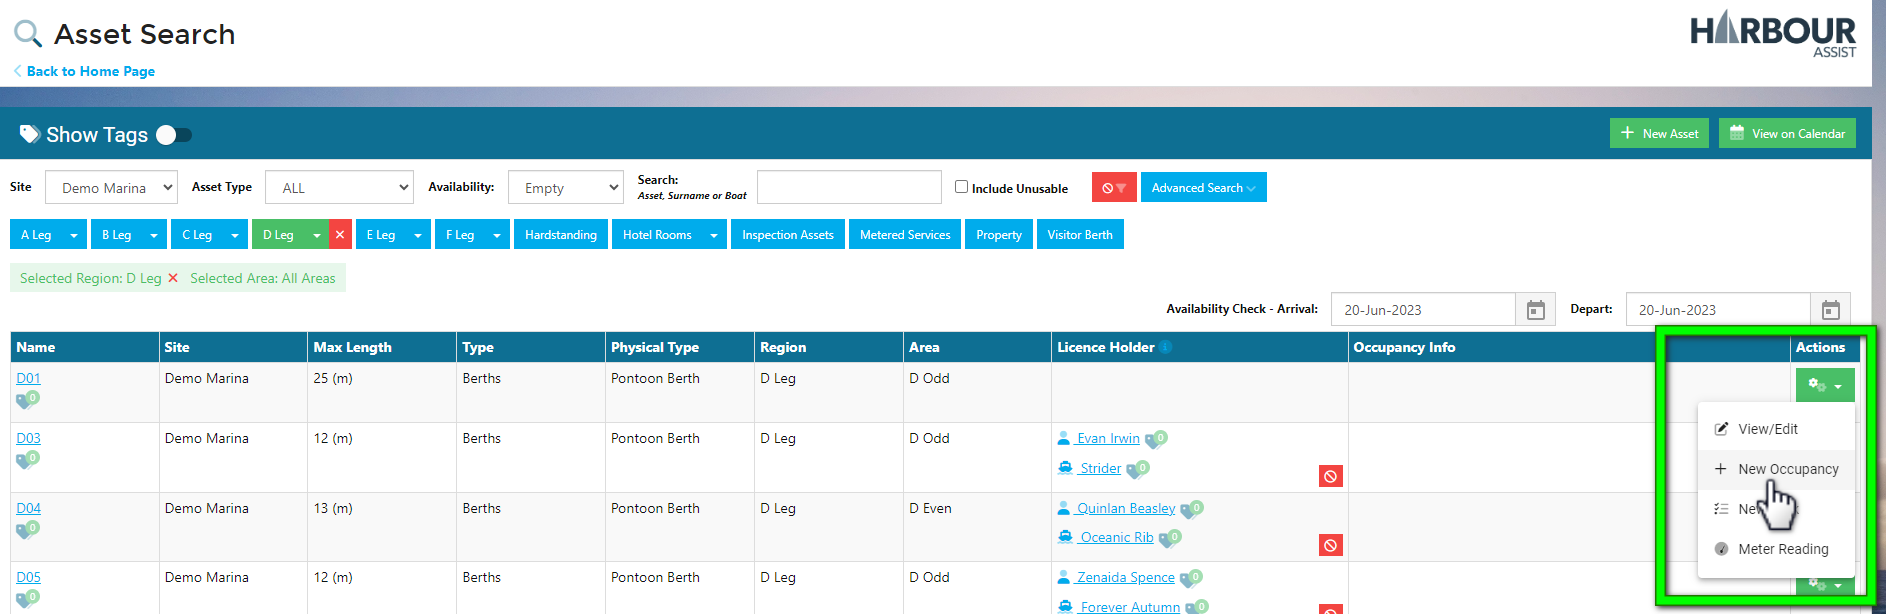 Asset Search
HARBOUR
ASSIST
Back to Home Page
Show Tags
New Asset
View on Calendar
Site
Demo Marina
Asset Type
ALL
Availability:
Empty
Search:
Asset, Surname or Boat
Include Unusable
Advanced Search
A Leg
B Leg
C Leg
D Leg
E Leg
F Leg
Hardstanding
Hotel Rooms
Inspection Assets
Metered Services
Property
Visitor Berth
Selected Region: D Leg
Selected Area: All Areas
Availability Check - Arrival:
20-Jun-2023
Depart:
20-Jun-2023
Name Site Max Length Type Physical Type Region Area Licence Holder Occupancy Info Actions
D01 Demo Marina 25 (m) Berths Pontoon Berth D Leg D Odd
0
View/Edit
D03 Demo Marina 12 (m) Berths Pontoon Berth D Leg D Odd Evan Irwin 0
0
Strider 0
New Occupancy
D04 Demo Marina 13 (m) Berths Pontoon Berth D Leg D Even Quinlan Beasley 0
0
Oceanic Rib 0
Meter Reading
D05 Demo Marina 12 (m) Berths Pontoon Berth D Leg D Odd Zenaida Spence 0
0
Forever Autumn 0